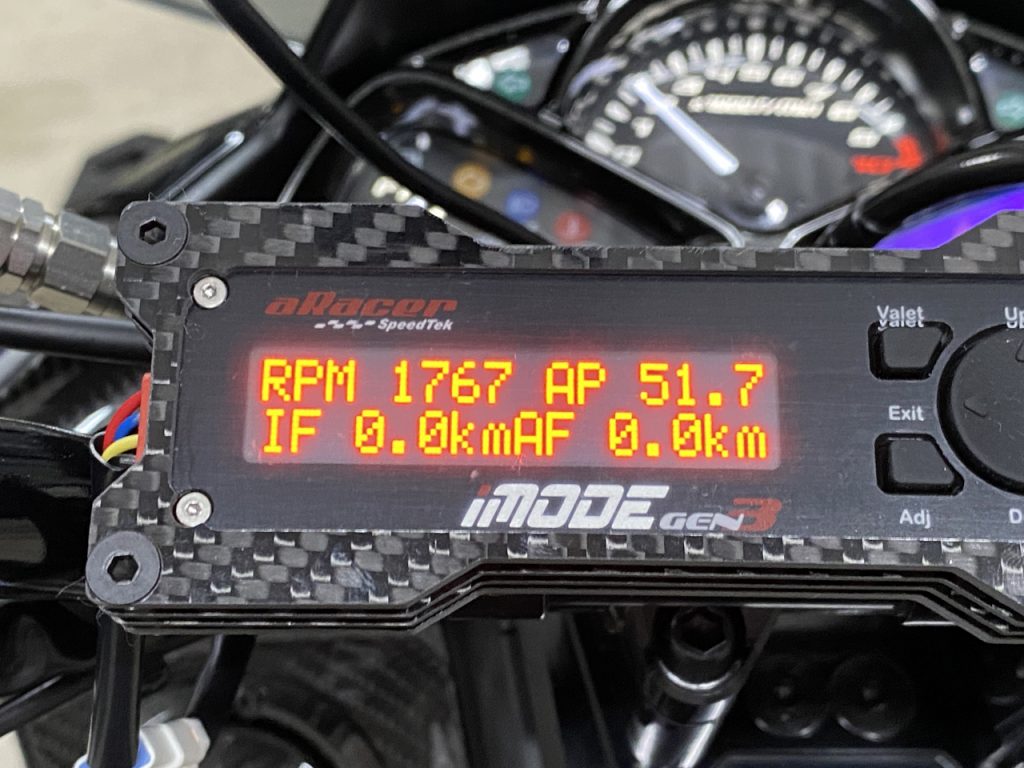 aRacer
SpeedTek
RPM 1767 AP 51.7
IF 0.0kmAF 0.0km
iMODE GEN3
Valet
Exit
Adj